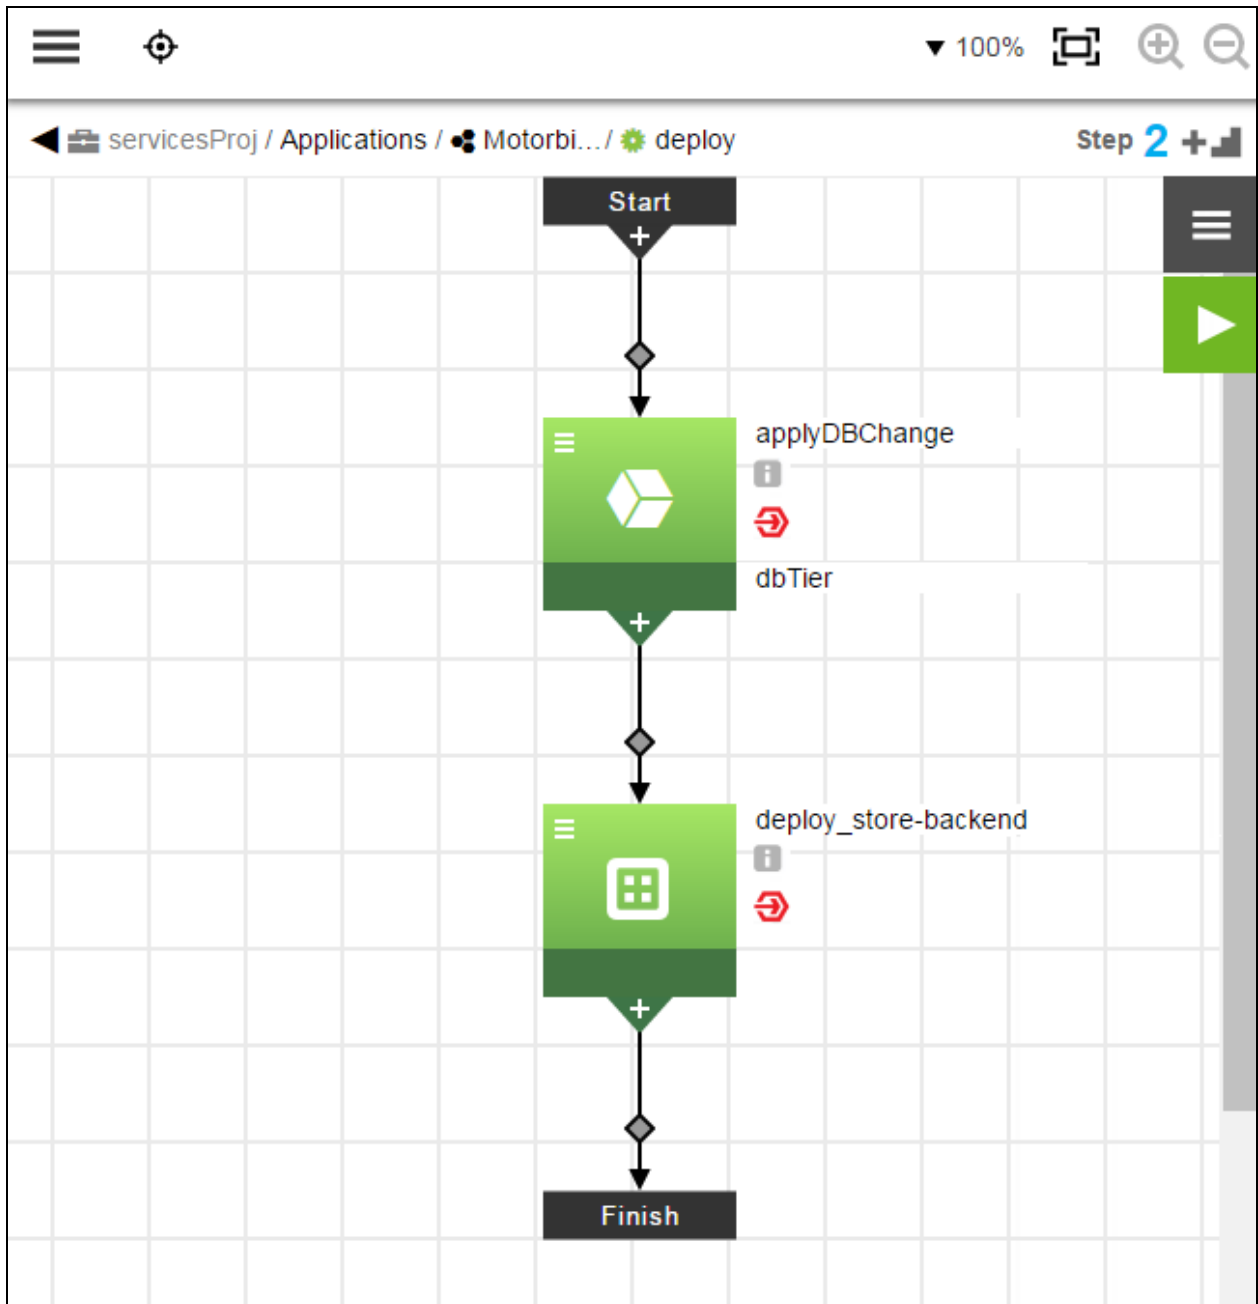 100%
servicesProj / Applications / Motorbi... / deploy
Step 2
Start
applyDBChange
dbTier
deploy_store-backend
Finish